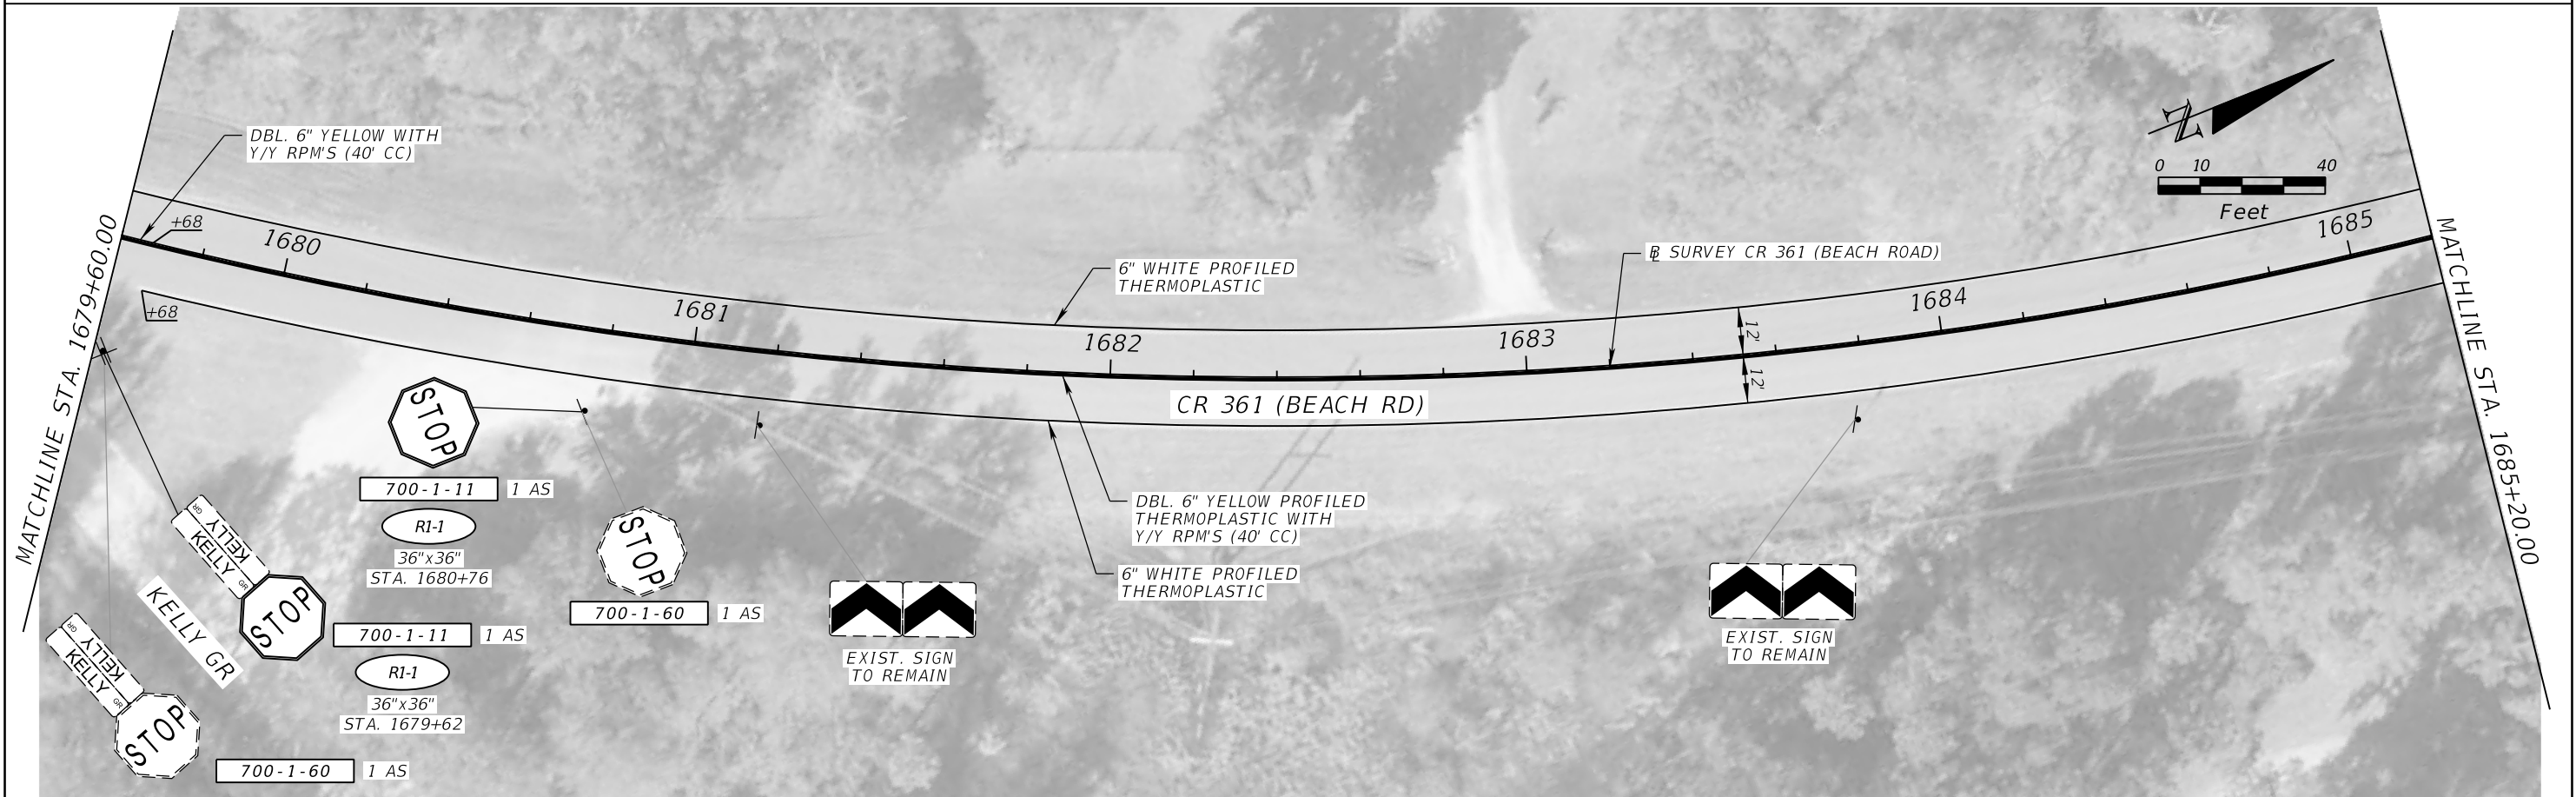 DBL. 6" YELLOW WITH
Y/Y RPM'S (40' CC)
0 10 40
Feet
MATCHLINE STA. 1679+60.00
+68
+68
1680
1681
1682
1683
1684
1685
MATCHLINE STA. 1685+20.00
6" WHITE PROFILED
THERMOPLASTIC
B SURVEY CR 361 (BEACH ROAD)
12'
12'
CR 361 (BEACH RD)
STOP
700-1-11 1 AS
R1-1
36"x36"
STA. 1680+76
STOP
700-1-60 1 AS
DBL. 6" YELLOW PROFILED
THERMOPLASTIC WITH
Y/Y RPM'S (40' CC)
6" WHITE PROFILED
THERMOPLASTIC
EXIST. SIGN
TO REMAIN
EXIST. SIGN
TO REMAIN
KELLY GR
KELLY GR
STOP
KELLY GR
700-1-11 1 AS
R1-1
36"x36"
STA. 1679+62
KELLY GR
KELLY GR
STOP
700-1-60 1 AS
N